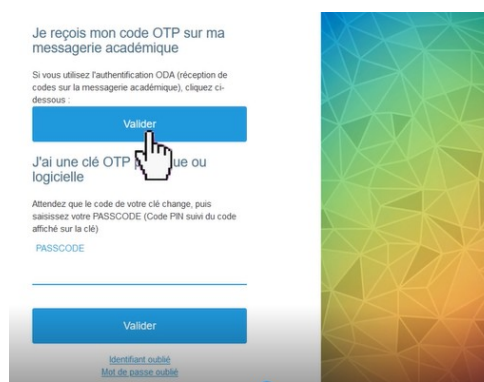 Je reçois mon code OTP sur ma
messagerie académique
Si vous utilisez l'authentification ODA (réception de
codes sur la messagerie académique), cliquez ci-
dessous :
Valider
J'ai une clé OTP ou
logicielle
Attendez que le code de votre clé change, puis
saisissez votre PASSCODE (Code PIN suivi du code
affiché sur la clé)
PASSCODE
Valider
Identifiant oublié
Mot de passe oublié